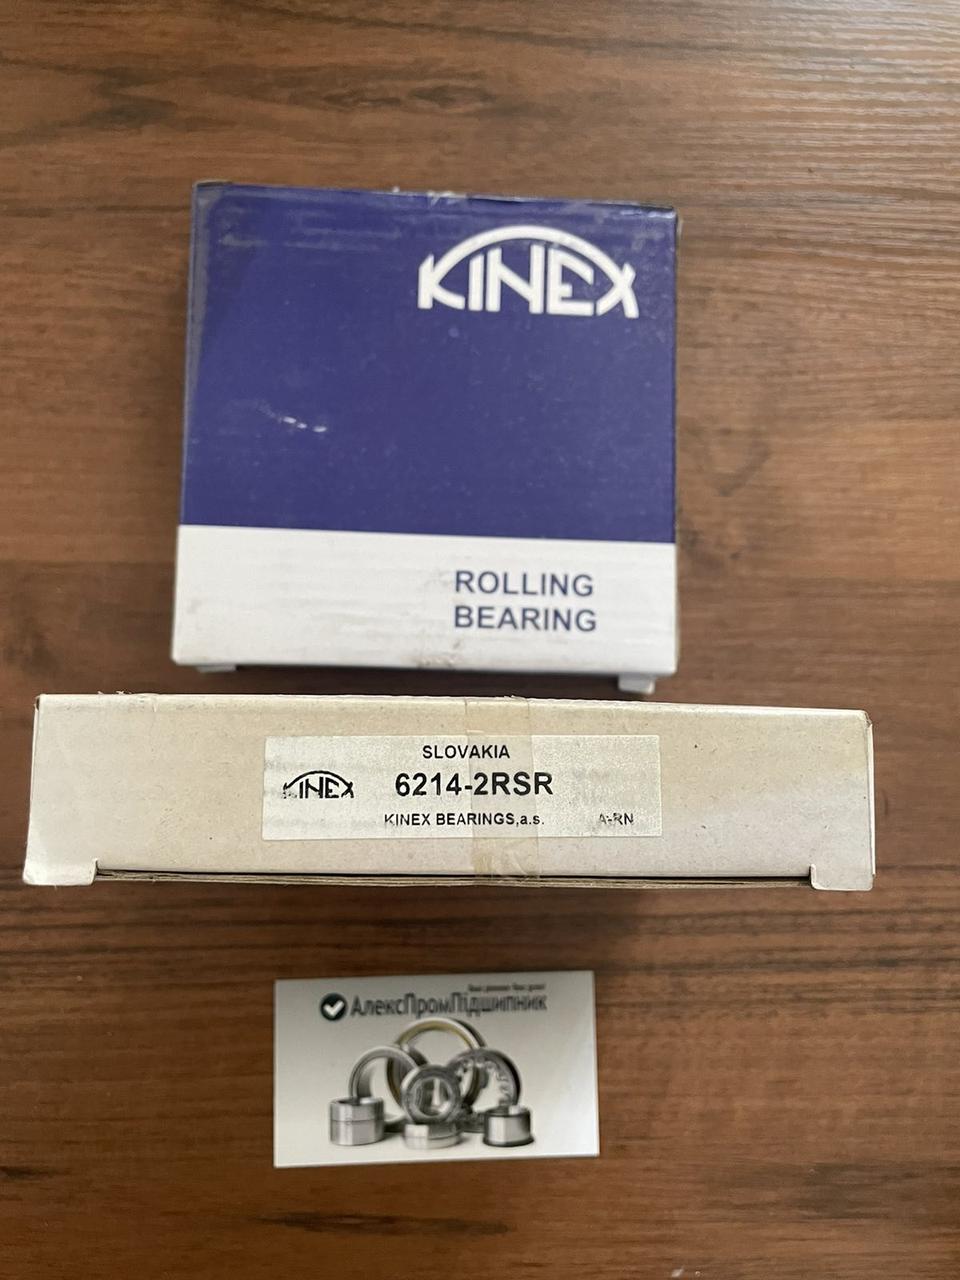 KINEX
ROLLING
BEARING
SLOVAKIA
KINEX 6214-2RSR
KINEX BEARINGS,a.s. A-RN
АлексПромПідшипник